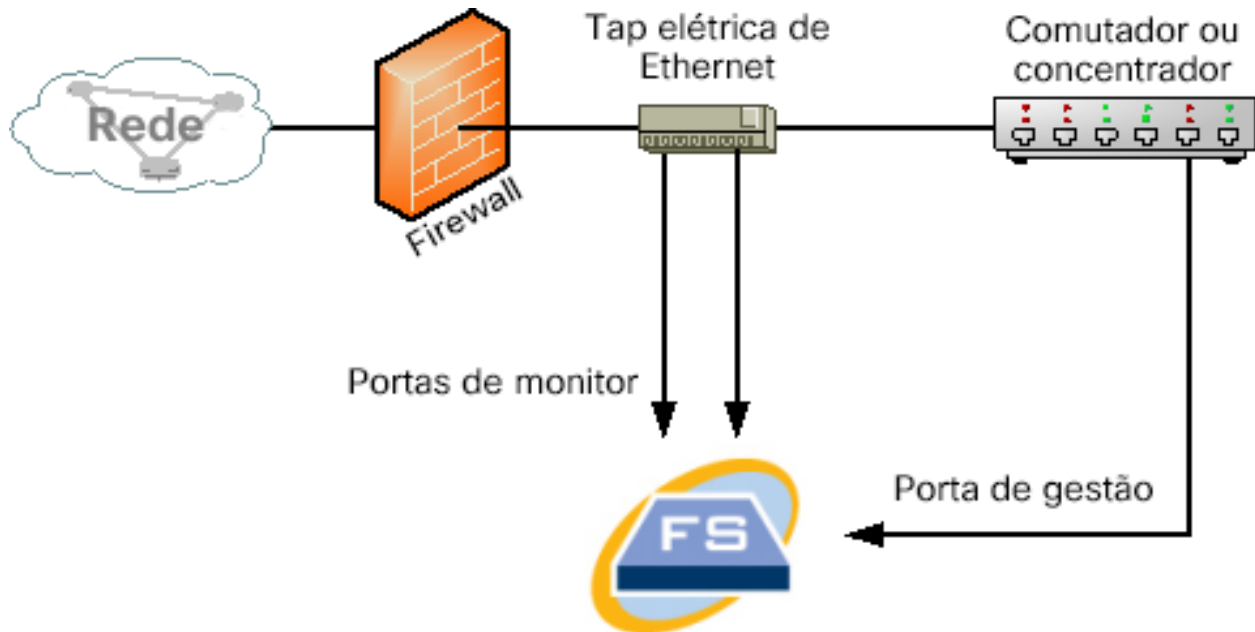 Tap elétrica de
Ethernet
Comutador ou
concentrador
Rede
Firewall
Portas de monitor
Porta de gestão
FS